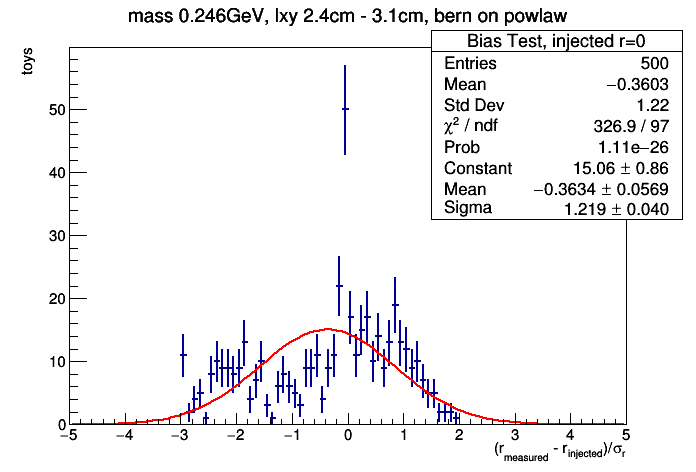 mass 0.246GeV, lxy 2.4cm - 3.1cm, bern on powlaw
toys
Bias Test, injected r=0
Entries 500
Mean −0.3603
Std Dev 1.22
χ² / ndf 326.9 / 97
Prob 1.11e−26
Constant 15.06 ± 0.86
Mean −0.3634 ± 0.0569
Sigma 1.219 ± 0.040
50
40
30
20
10
0
−5 −4 −3 −2 −1 0 1 2 3 4 5
(r_measured - r_injected)/σ_r